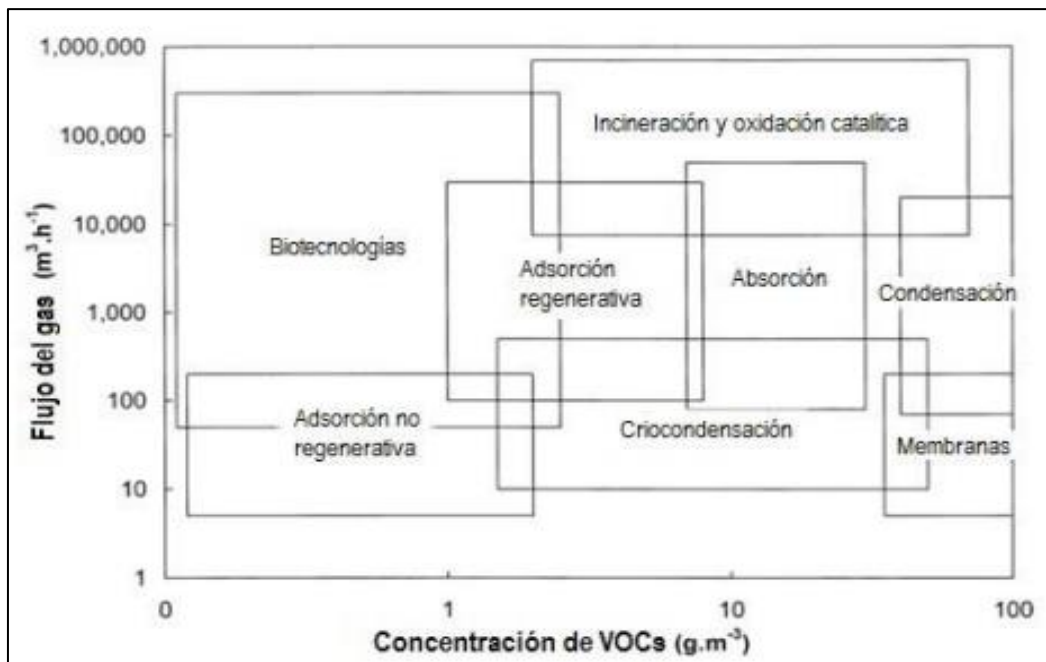 1,000,000
100,000
10,000
1,000
100
10
1
Flujo del gas (m³.h⁻¹)
Incineración y oxidación catalítica
Biotecnologías
Adsorción
regenerativa
Absorción
Condensación
Adsorción no
regenerativa
Criocondensación
Membranas
0 1 10 100
Concentración de VOCs (g.m⁻³)